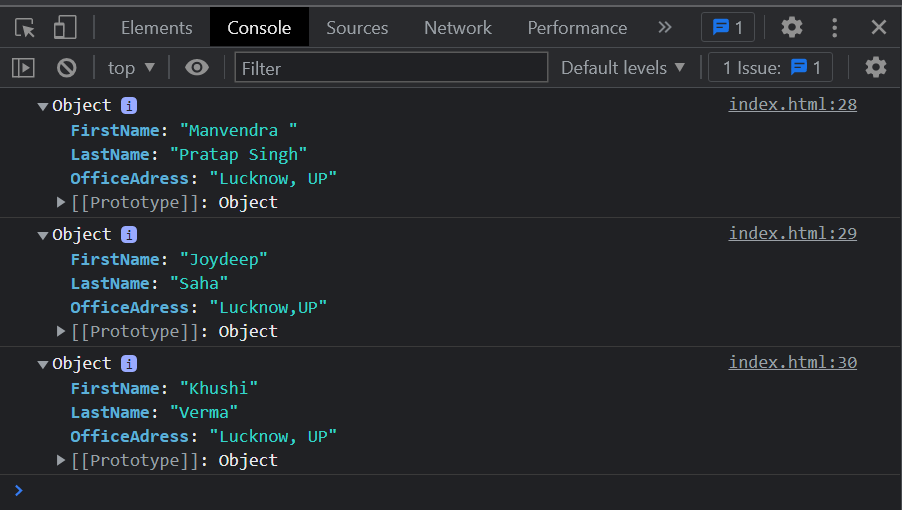 Elements Console Sources Network Performance 1
top Filter Default levels 1 Issue: 1
Object i index.html:28
FirstName: "Manvendra "
LastName: "Pratap Singh"
OfficeAdress: "Lucknow, UP"
[[Prototype]]: Object
Object i index.html:29
FirstName: "Joydeep"
LastName: "Saha"
OfficeAdress: "Lucknow,UP"
[[Prototype]]: Object
Object i index.html:30
FirstName: "Khushi"
LastName: "Verma"
OfficeAdress: "Lucknow, UP"
[[Prototype]]: Object